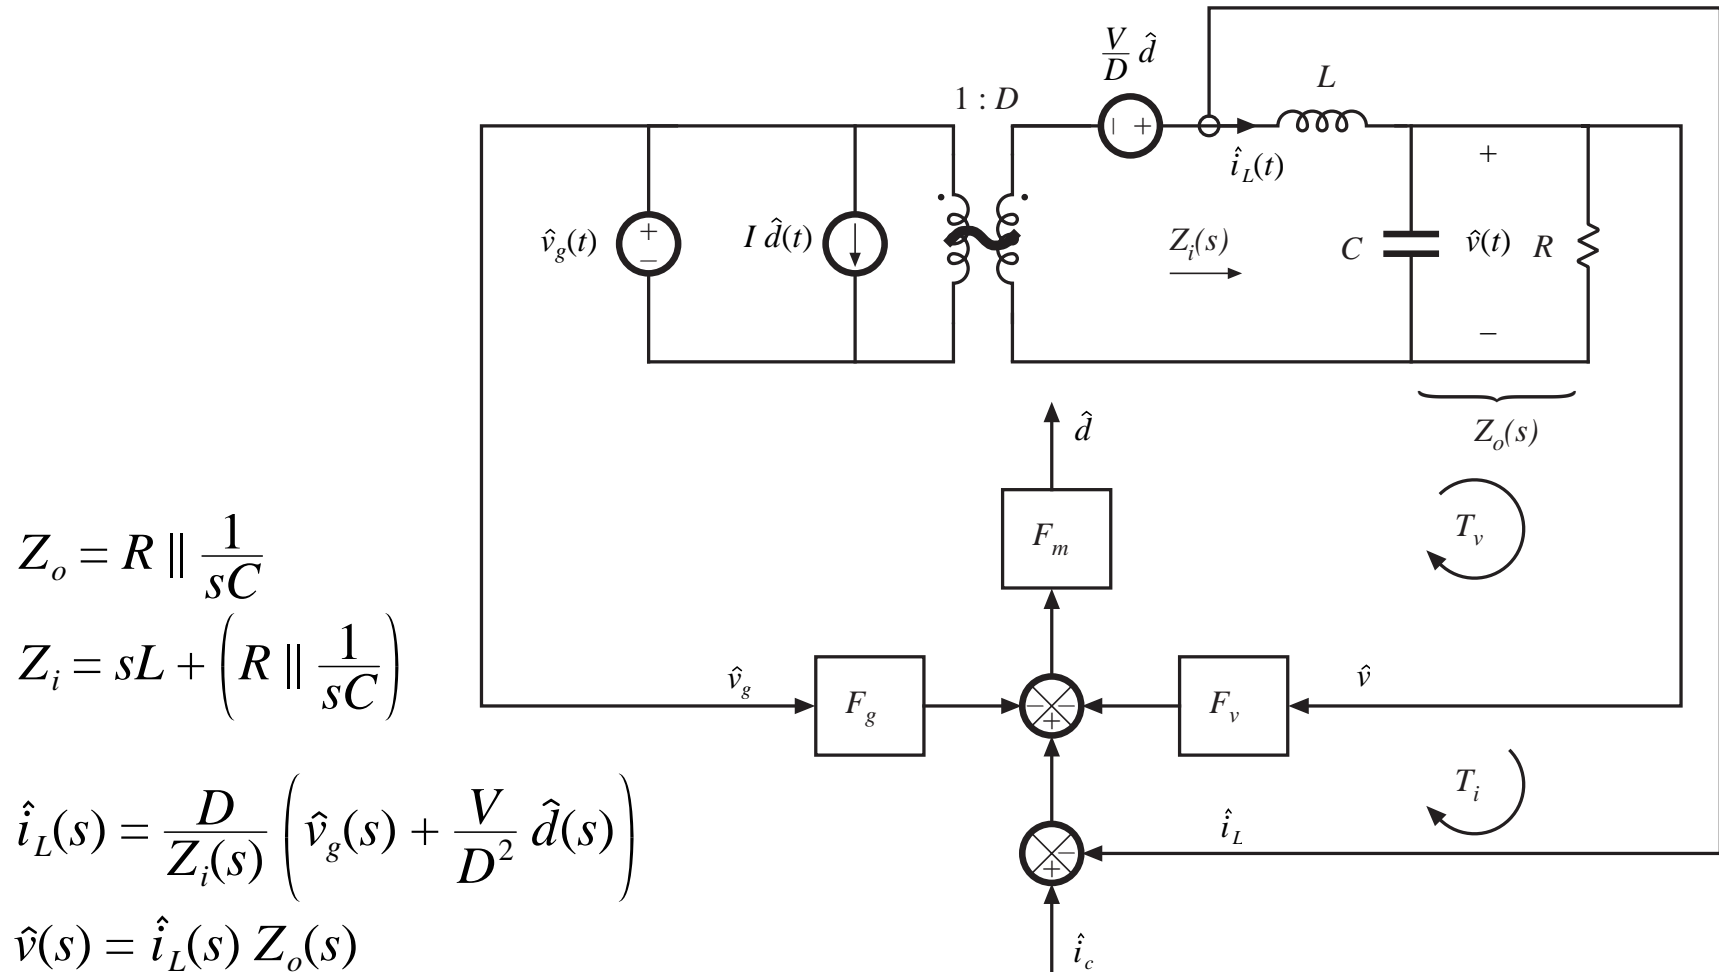 V/D d̂
L
1 : D
î_L(t)
v̂_g(t)
+
−
I d̂(t)
− +
Z_i(s)
C
+
v̂(t)
−
R
Z_o(s)
d̂
F_m
T_v
Z_o = R ∥ 1/(sC)
Z_i = sL + (R ∥ 1/(sC))
v̂_g
F_g
− − +
F_v
v̂
T_i
î_L(s) = D/Z_i(s) (v̂_g(s) + V/D² d̂(s))
î_L
− +
v̂(s) = î_L(s) Z_o(s)
î_c